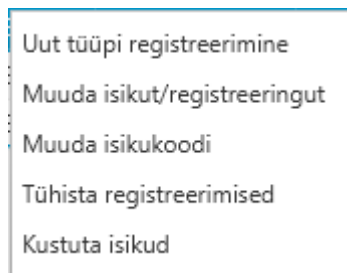 Uut tüüpi registreerimine
Muuda isikut/registreeringut
Muuda isikukoodi
Tühista registreerimised
Kustuta isikud